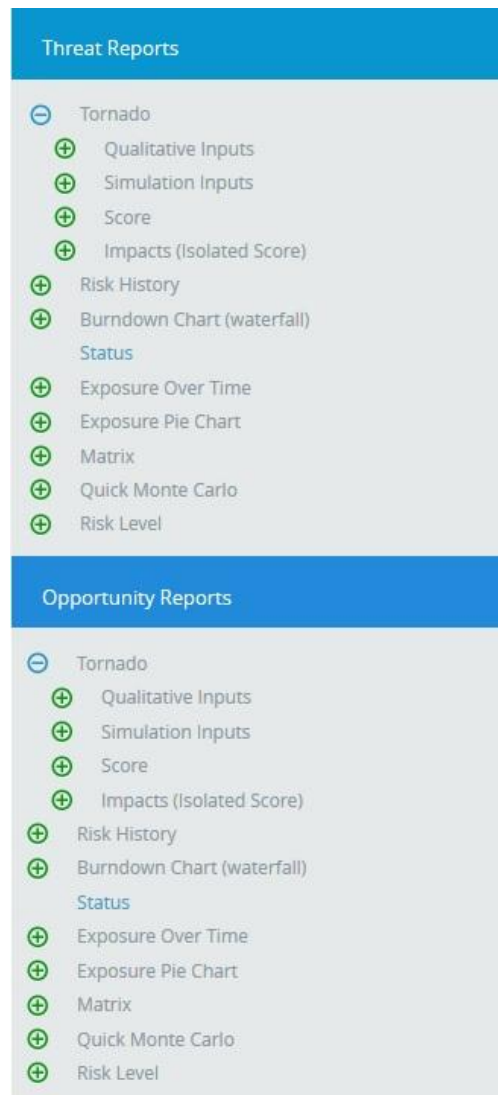 Threat Reports
Tornado
Qualitative Inputs
Simulation Inputs
Score
Impacts (Isolated Score)
Risk History
Burndown Chart (waterfall)
Status
Exposure Over Time
Exposure Pie Chart
Matrix
Quick Monte Carlo
Risk Level
Opportunity Reports
Tornado
Qualitative Inputs
Simulation Inputs
Score
Impacts (Isolated Score)
Risk History
Burndown Chart (waterfall)
Status
Exposure Over Time
Exposure Pie Chart
Matrix
Quick Monte Carlo
Risk Level